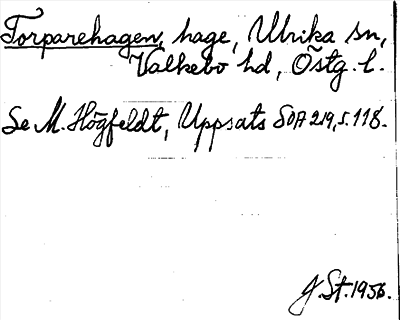 Torparehagen, hage, Ulrika sn,
Valkebo hd, Östg. l.
Se M. Högfeldt, Uppsats SOA 219, s. 118.
J. St. 1956.